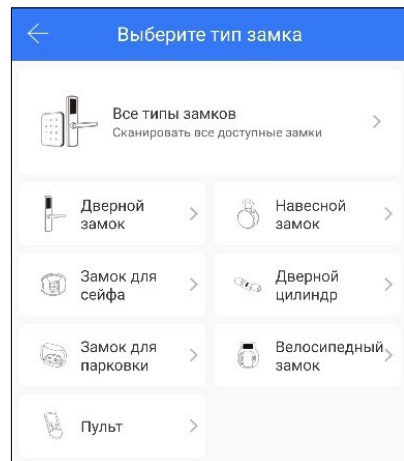 Выберите тип замка
Все типы замков
Сканировать все доступные замки
Дверной
замок
Навесной
замок
Замок для
сейфа
Дверной
цилиндр
Замок для
парковки
Велосипедный
замок
Пульт